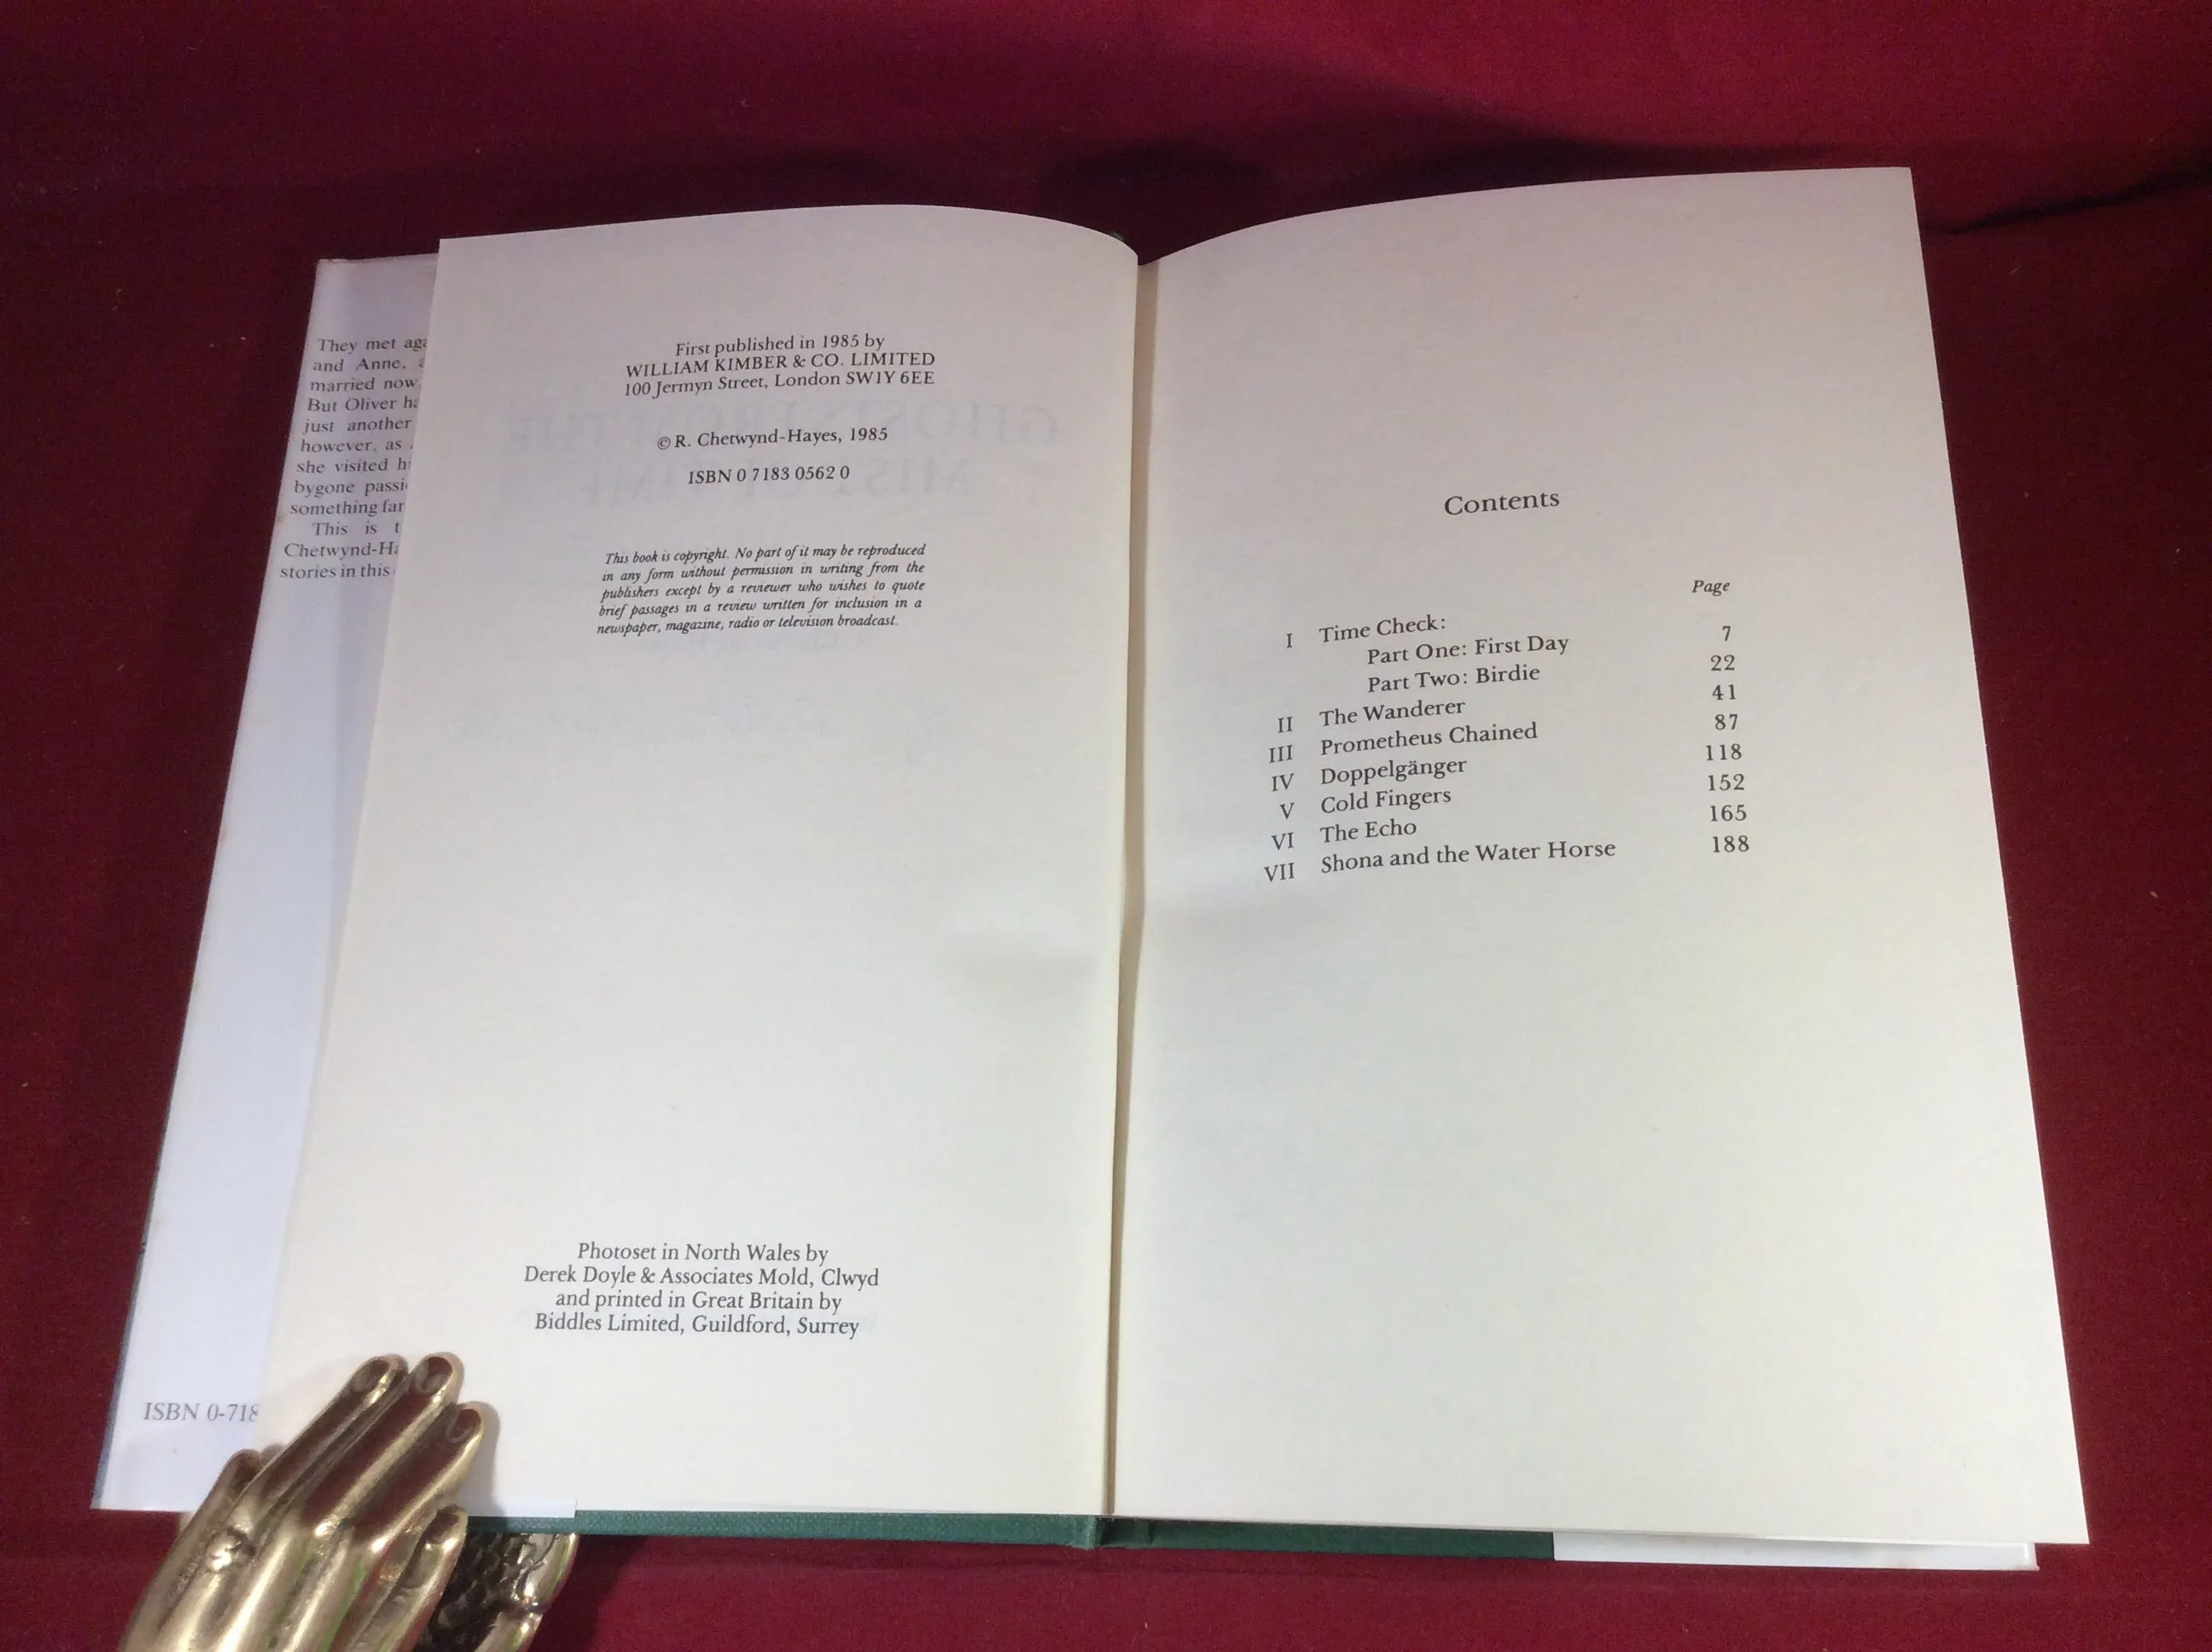 They met
and Anne,
married now
But Oliver
just another
however, as
she visited
bygone
something far
This is
stories in this
ISBN 0-718
First published in 1985 by
WILLIAM KIMBER & CO. LIMITED
100 Jermyn Street, London SW1Y 6EE
© R. Chetwynd-Hayes, 1985
ISBN 0 7183 0562 0
This book is copyright. No part of it may be reproduced
in any form without permission in writing from the
publishers except by a reviewer who wishes to quote
brief passages in a review written for inclusion in a
newspaper, magazine, radio or television broadcast.
Photoset in North Wales by
Derek Doyle & Associates Mold, Clwyd
and printed in Great Britain by
Biddles Limited, Guildford, Surrey
Contents
Page
I Time Check:
Part One: First Day 7
Part Two: Birdie 22
II The Wanderer 41
III Prometheus Chained 87
IV Doppelgänger 118
V Cold Fingers 152
VI The Echo 165
VII Shona and the Water Horse 188